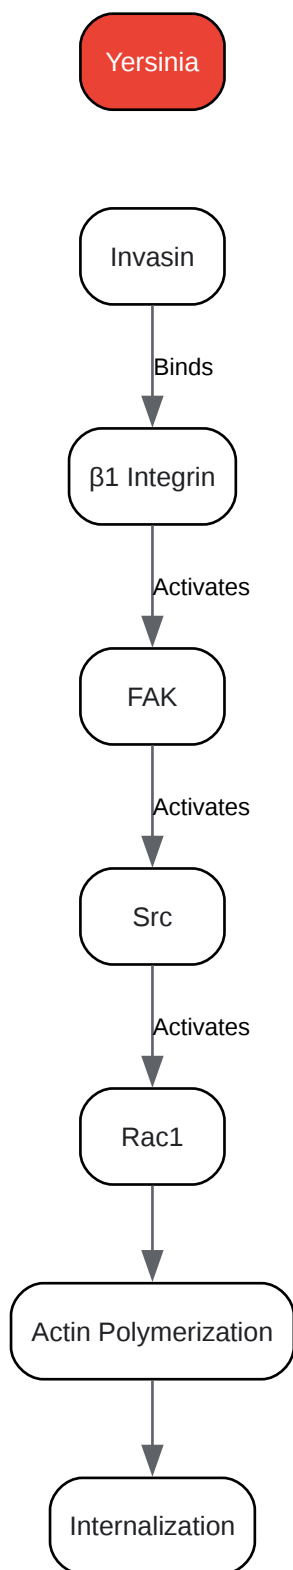 Yersinia
Invasin
Binds
β1 Integrin
Activates
FAK
Activates
Src
Activates
Rac1
Actin Polymerization
Internalization